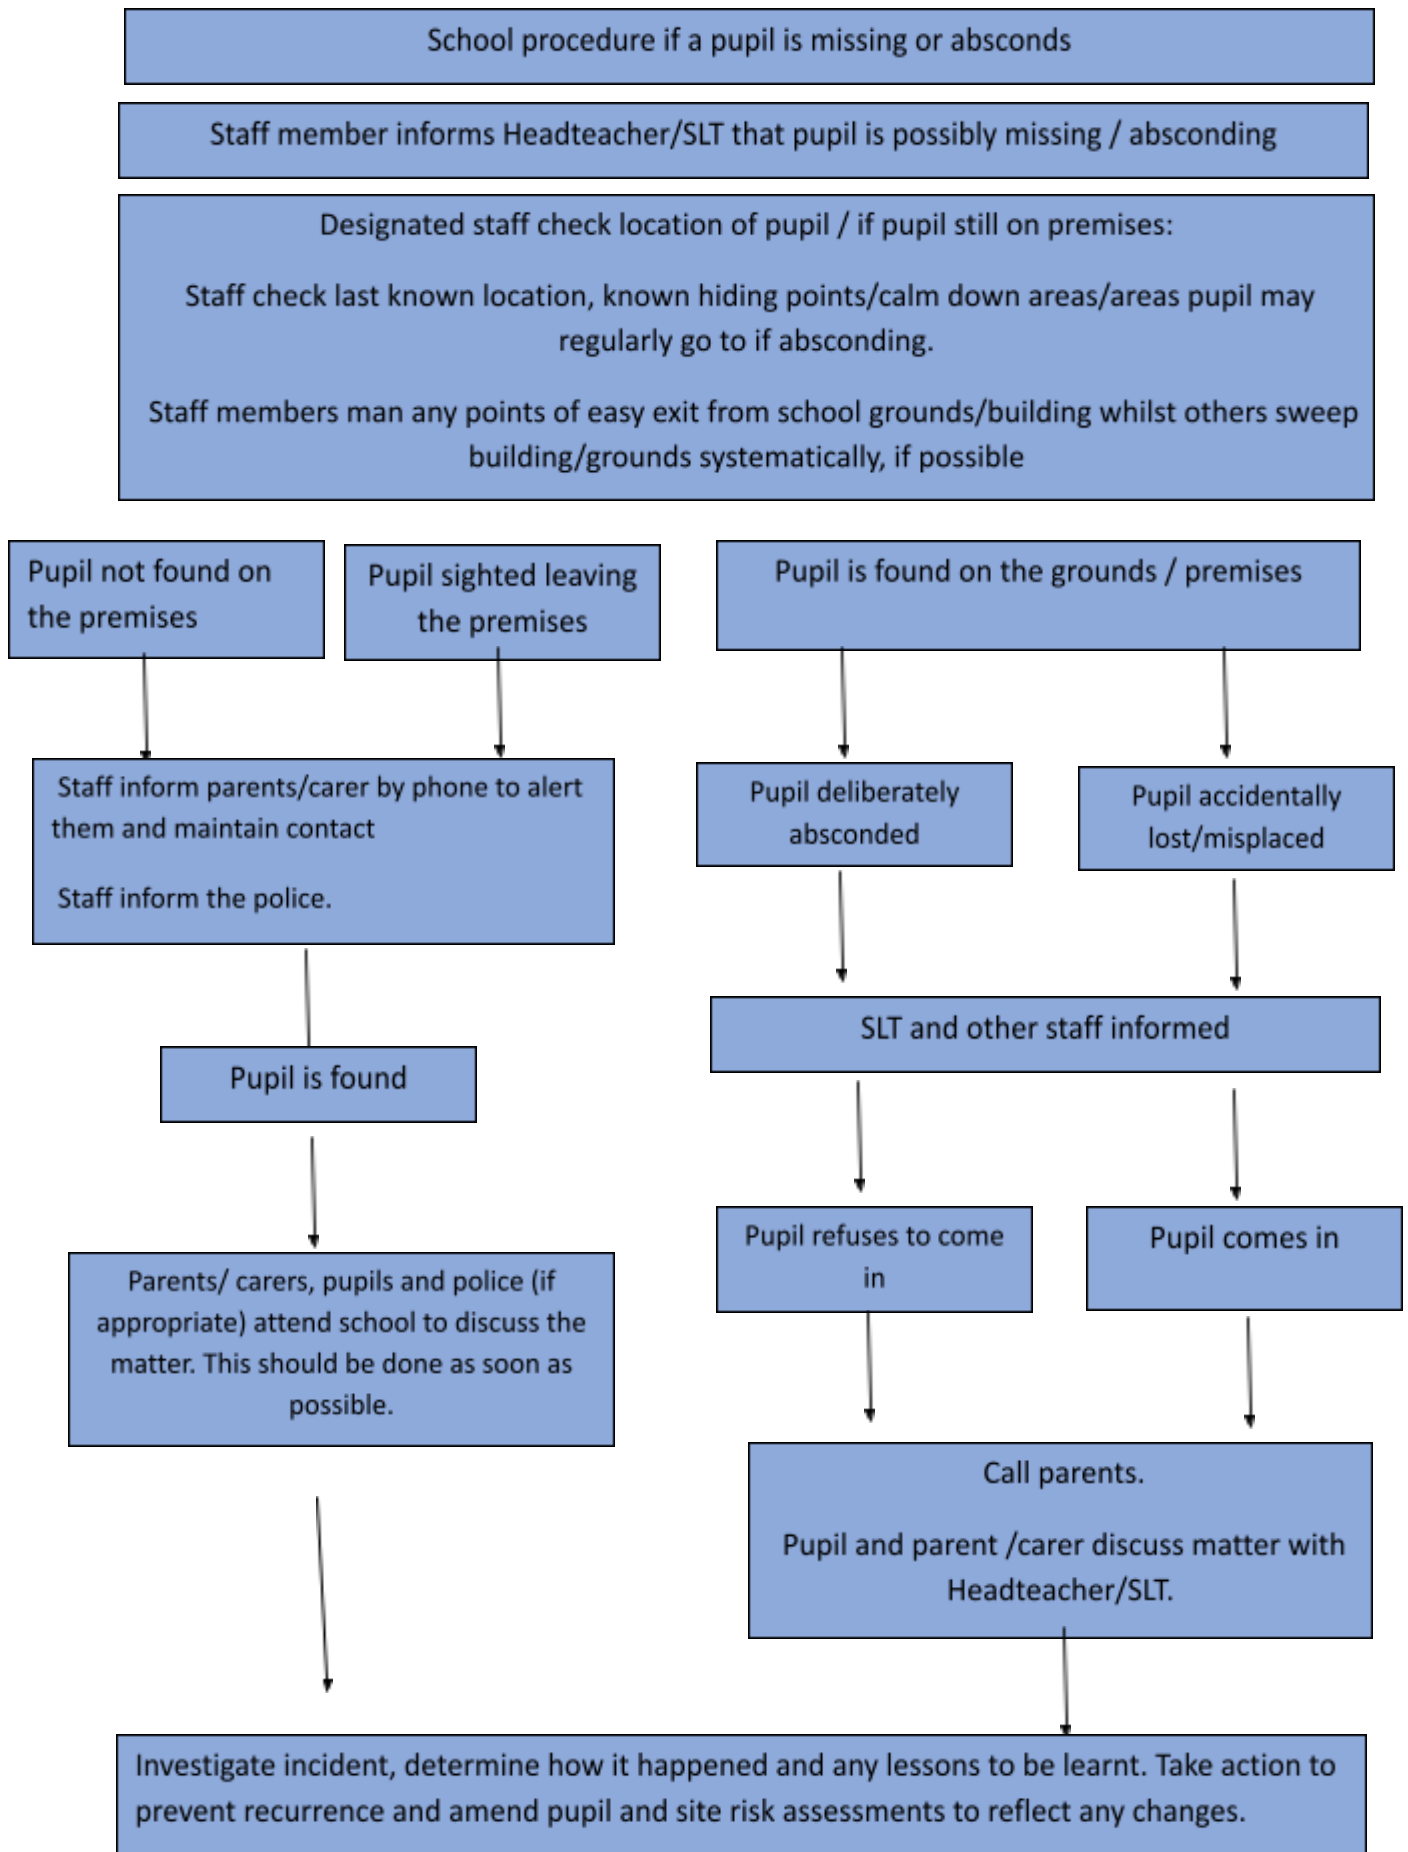 School procedure if a pupil is missing or absconds
Staff member informs Headteacher/SLT that pupil is possibly missing / absconding
Designated staff check location of pupil / if pupil still on premises:
Staff check last known location, known hiding points/calm down areas/areas pupil may
regularly go to if absconding.
Staff members man any points of easy exit from school grounds/building whilst others sweep
building/grounds systematically, if possible
Pupil not found on
the premises
Pupil sighted leaving
the premises
Pupil is found on the grounds / premises
Staff inform parents/carer by phone to alert
them and maintain contact
Staff inform the police.
Pupil deliberately
absconded
Pupil accidentally
lost/misplaced
SLT and other staff informed
Pupil is found
Pupil refuses to come
in
Pupil comes in
Parents/ carers, pupils and police (if
appropriate) attend school to discuss the
matter. This should be done as soon as
possible.
Call parents.
Pupil and parent /carer discuss matter with
Headteacher/SLT.
Investigate incident, determine how it happened and any lessons to be learnt. Take action to
prevent recurrence and amend pupil and site risk assessments to reflect any changes.